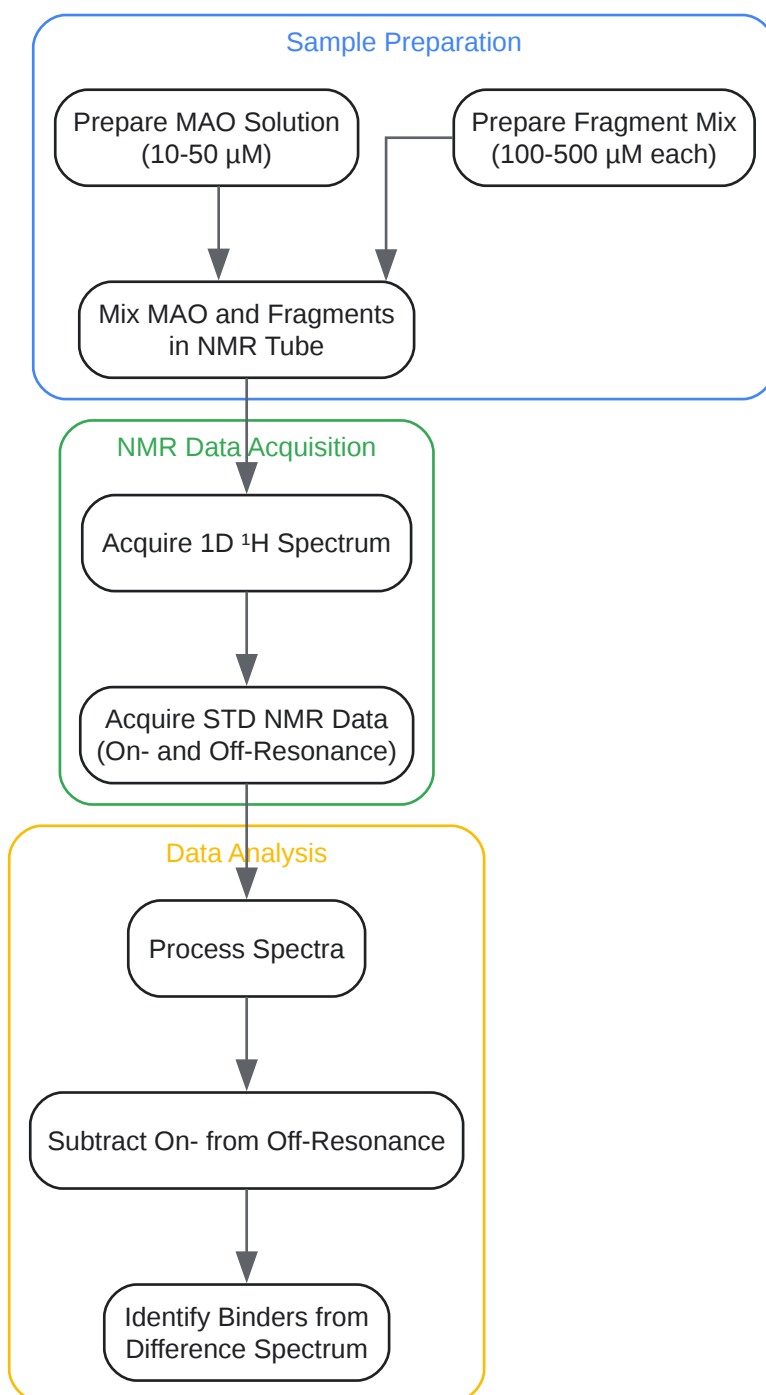 Sample Preparation
Prepare MAO Solution
(10-50 µM)
Prepare Fragment Mix
(100-500 µM each)
Mix MAO and Fragments
in NMR Tube
NMR Data Acquisition
Acquire 1D ¹H Spectrum
Acquire STD NMR Data
(On- and Off-Resonance)
Data Analysis
Process Spectra
Subtract On- from Off-Resonance
Identify Binders from
Difference Spectrum